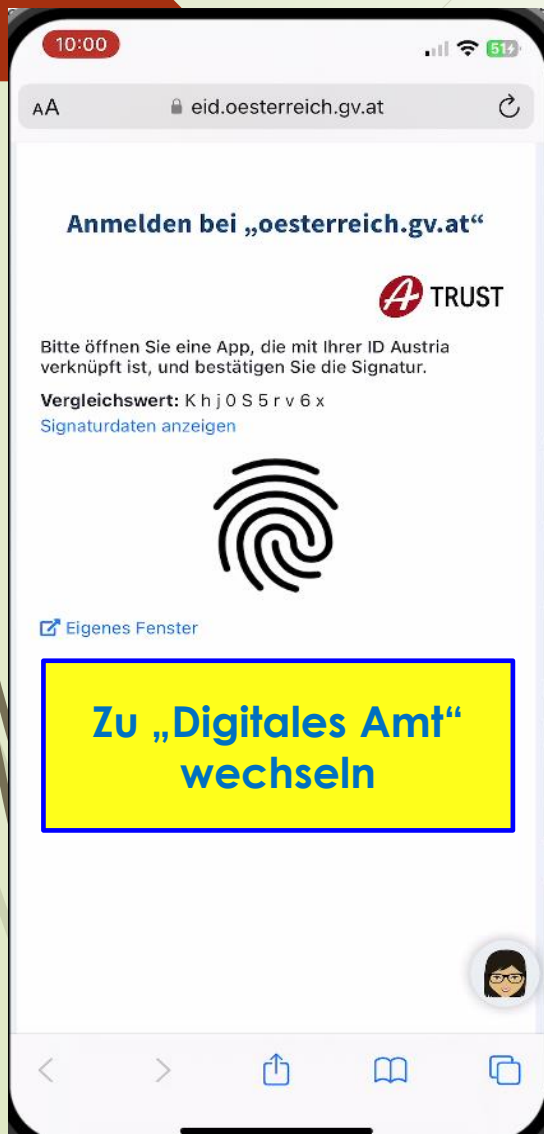 10:00
51
AA
eid.oesterreich.gv.at
Anmelden bei „oesterreich.gv.at“
A TRUST
Bitte öffnen Sie eine App, die mit Ihrer ID Austria
verknüpft ist, und bestätigen Sie die Signatur.
Vergleichswert: K h j 0 S 5 r v 6 x
Signaturdaten anzeigen
Eigenes Fenster
Zu „Digitales Amt“
wechseln